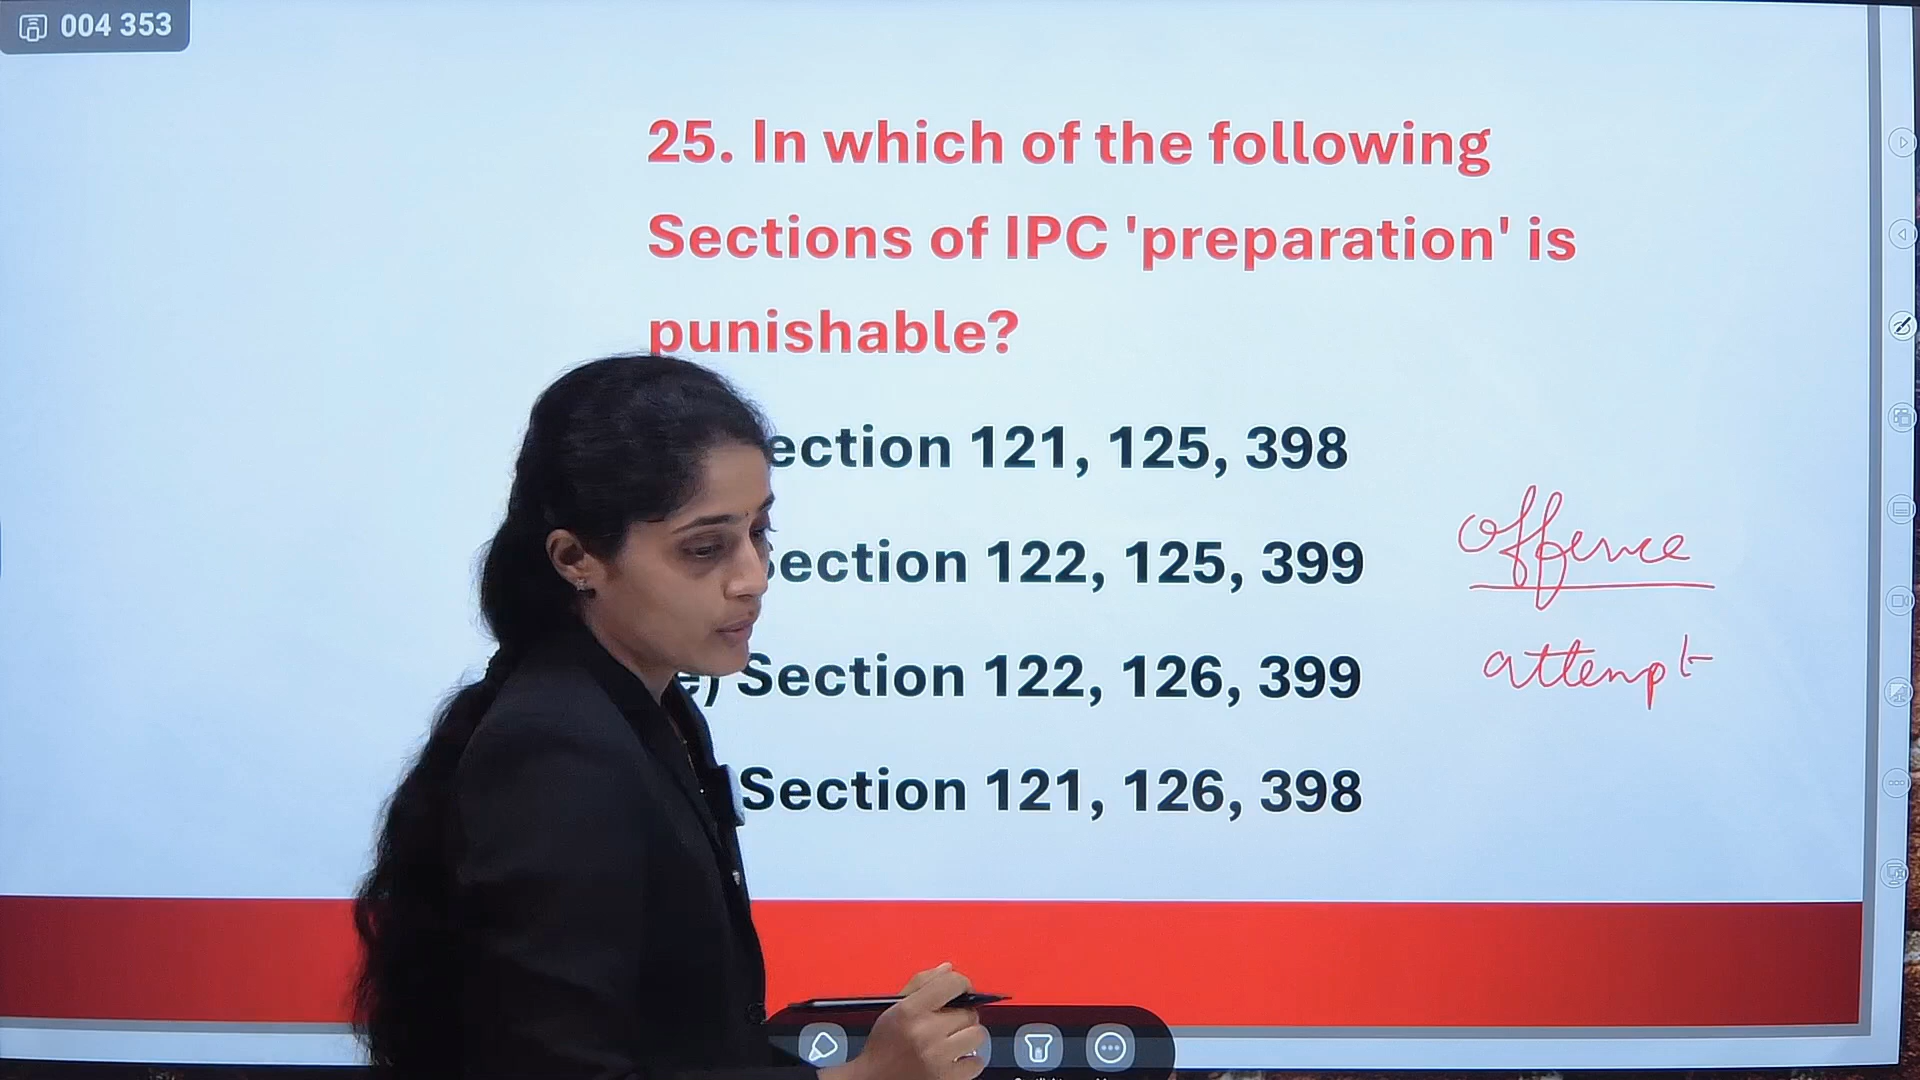 004 353
25. In which of the following
Sections of IPC 'preparation' is
punishable?
ection 121, 125, 398
Section 122, 125, 399
c) Section 122, 126, 399
Section 121, 126, 398
offence
attempt